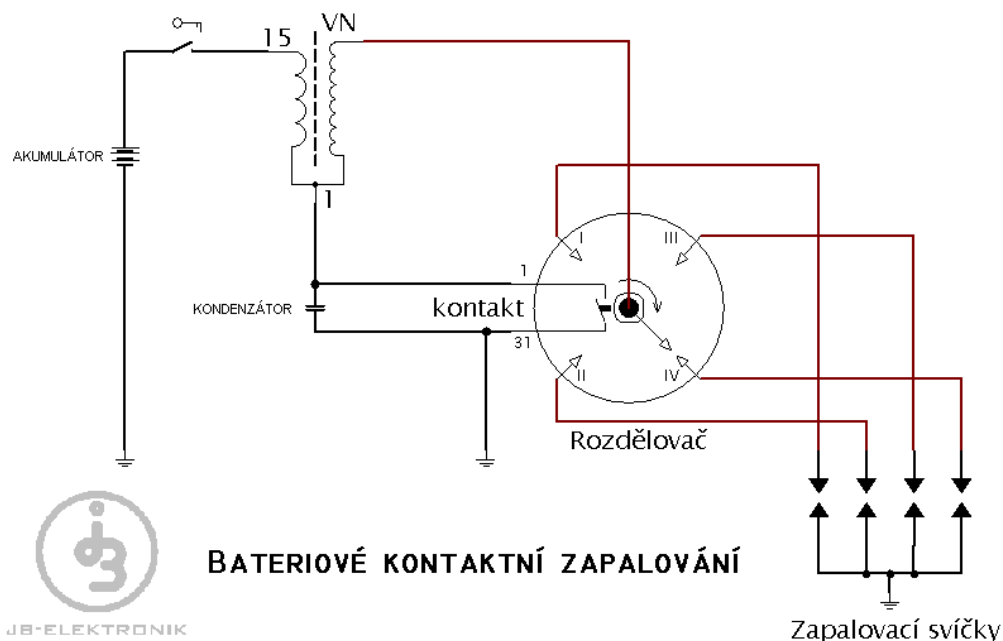 15
VN
AKUMULÁTOR
1
I
III
1
KONDENZÁTOR
kontakt
31
II
IV
Rozdělovač
BATERIOVÉ KONTAKTNÍ ZAPALOVÁNÍ
jb
JB-ELEKTRONIK
Zapalovací svíčky